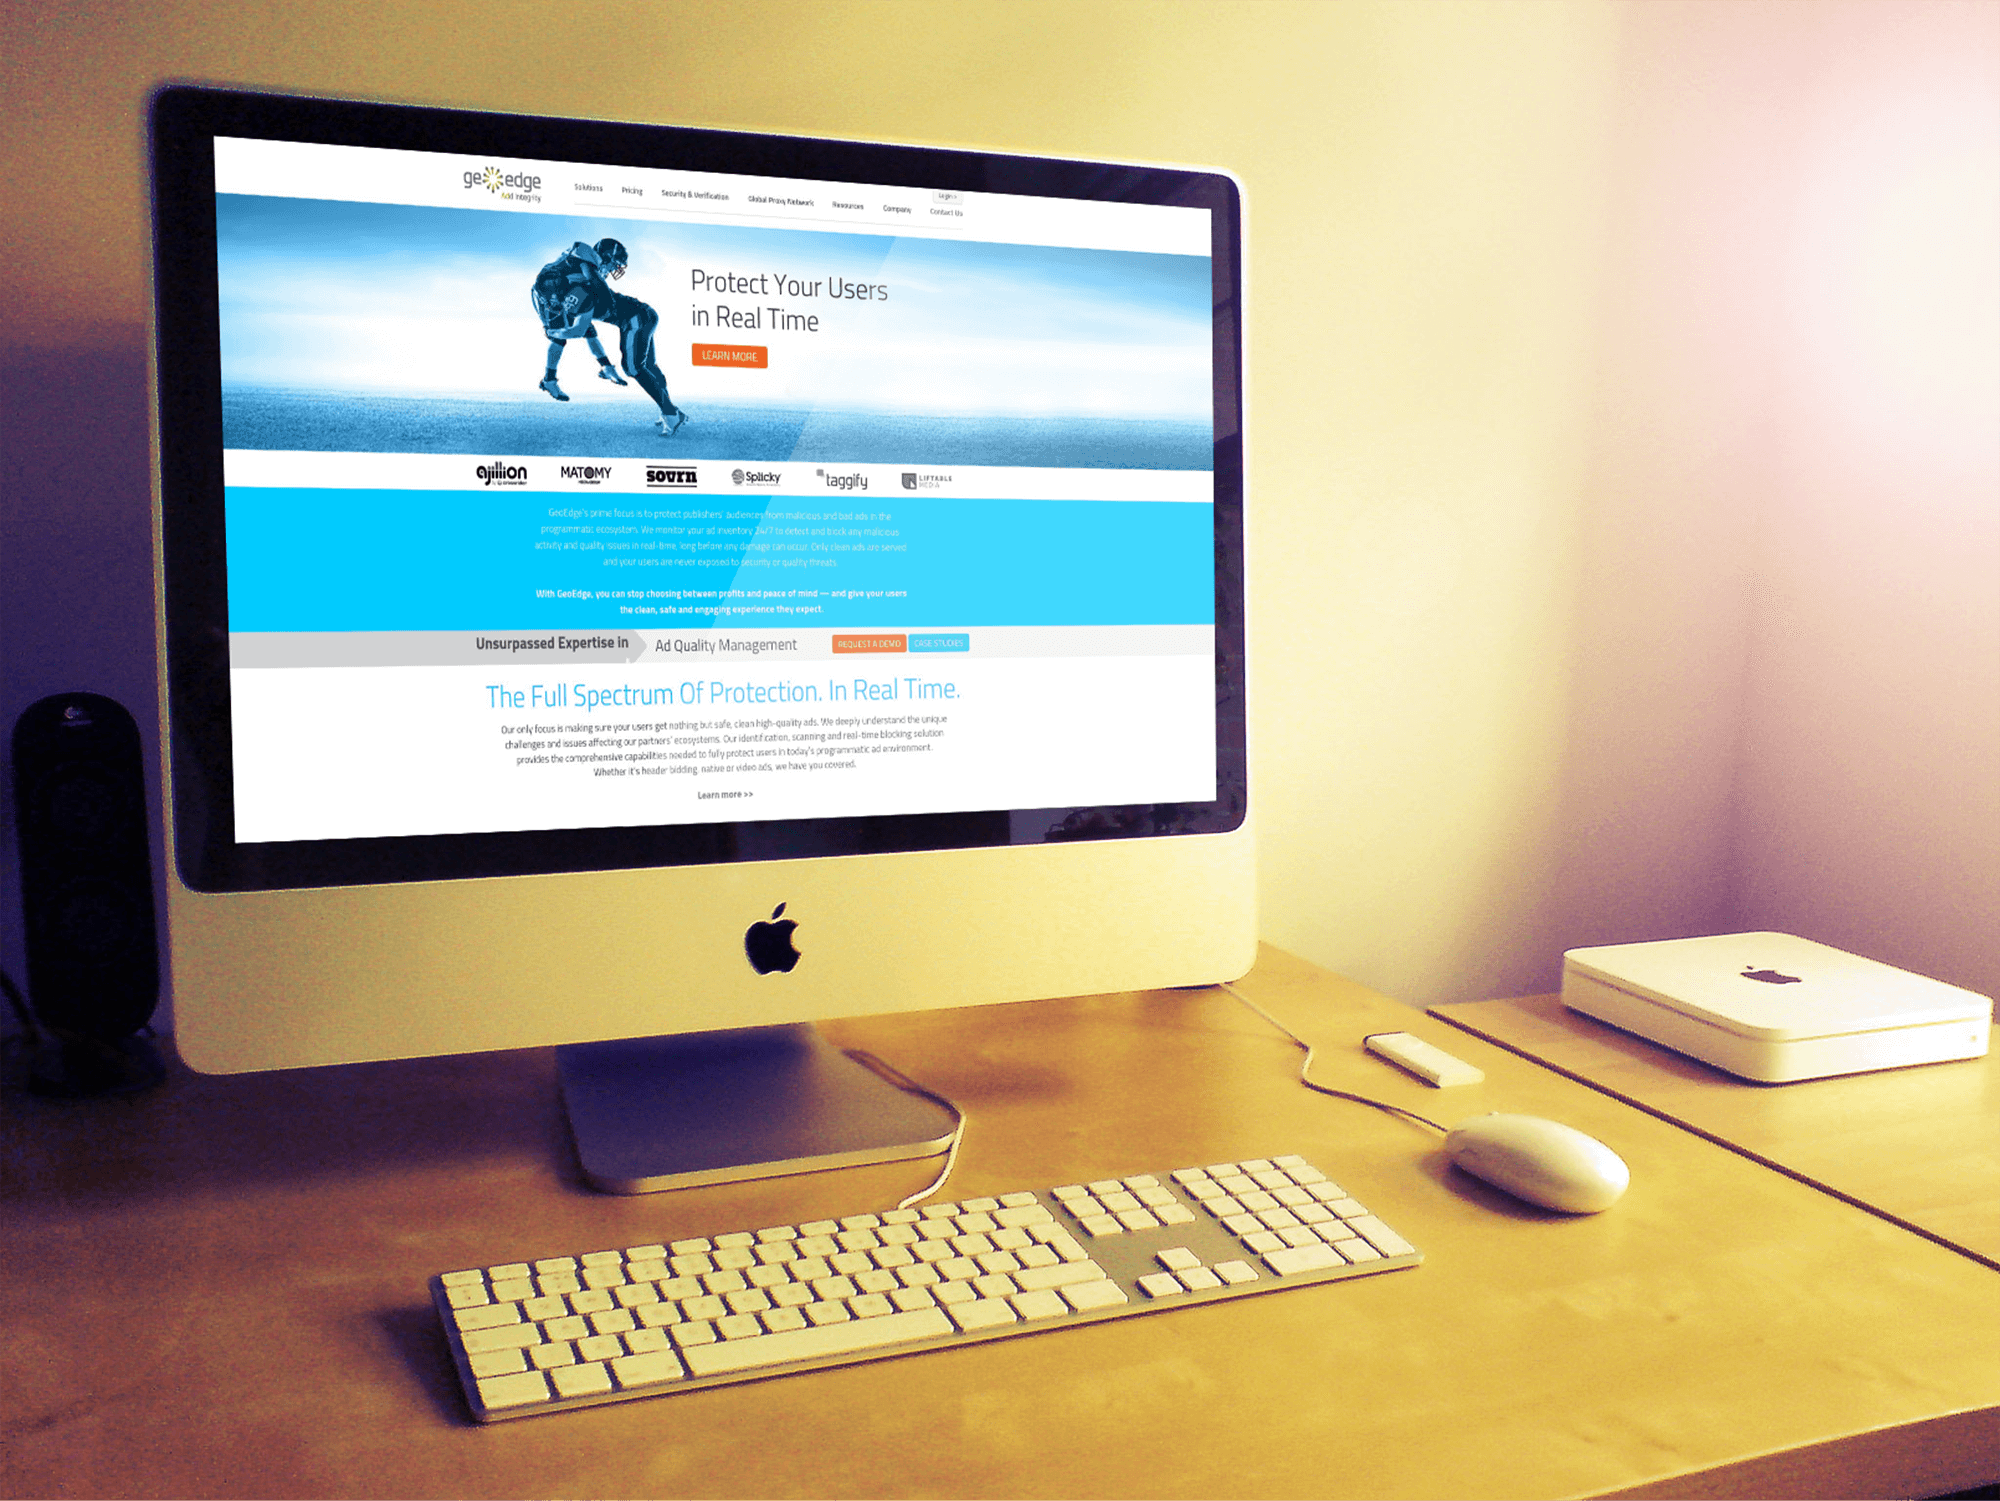 geoedge
Add Integrity
Solutions
Pricing
Security & Verification
Global Proxy Network
Resources
Company
Login >
Contact Us
Protect Your Users
in Real Time
LEARN MORE
ajillion
MATOMY
sovrn
Splicky
taggify
LIFTABLE
MEDIA
GeoEdge's prime focus is to protect publishers' audiences from malicious and bad ads in the
programmatic ecosystem. We monitor your ad inventory 24/7 to detect and block any malicious
activity and quality issues in real-time, long before any damage can occur. Only clean ads are served
and your users are never exposed to security or quality threats.
With GeoEdge, you can stop choosing between profits and peace of mind — and give your users
the clean, safe and engaging experience they expect.
Unsurpassed Expertise in
Ad Quality Management
REQUEST A DEMO
CASE STUDIES
The Full Spectrum Of Protection. In Real Time.
Our only focus is making sure your users get nothing but safe, clean high-quality ads. We deeply understand the unique
challenges and issues affecting our partners' ecosystems. Our identification, scanning and real-time blocking solution
provides the comprehensive capabilities needed to fully protect users in today's programmatic ad environment.
Whether it's header bidding, native or video ads, we have you covered.
Learn more >>